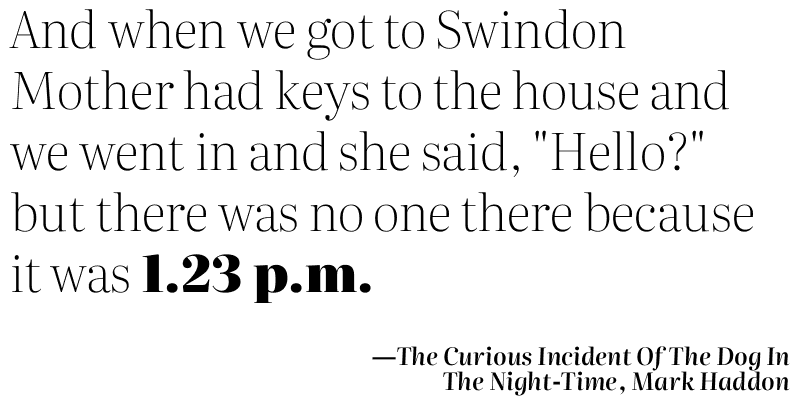 And when we got to Swindon
Mother had keys to the house and
we went in and she said, "Hello?"
but there was no one there because
it was 1.23 p.m.
—The Curious Incident Of The Dog In
The Night-Time, Mark Haddon